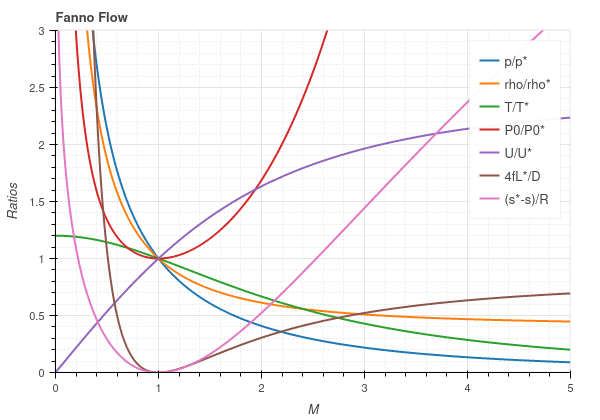 Fanno Flow
3
2.5
2
1.5
1
0.5
0
Ratios
0 1 2 3 4 5
M
p/p*
rho/rho*
T/T*
P0/P0*
U/U*
4fL*/D
(s*-s)/R